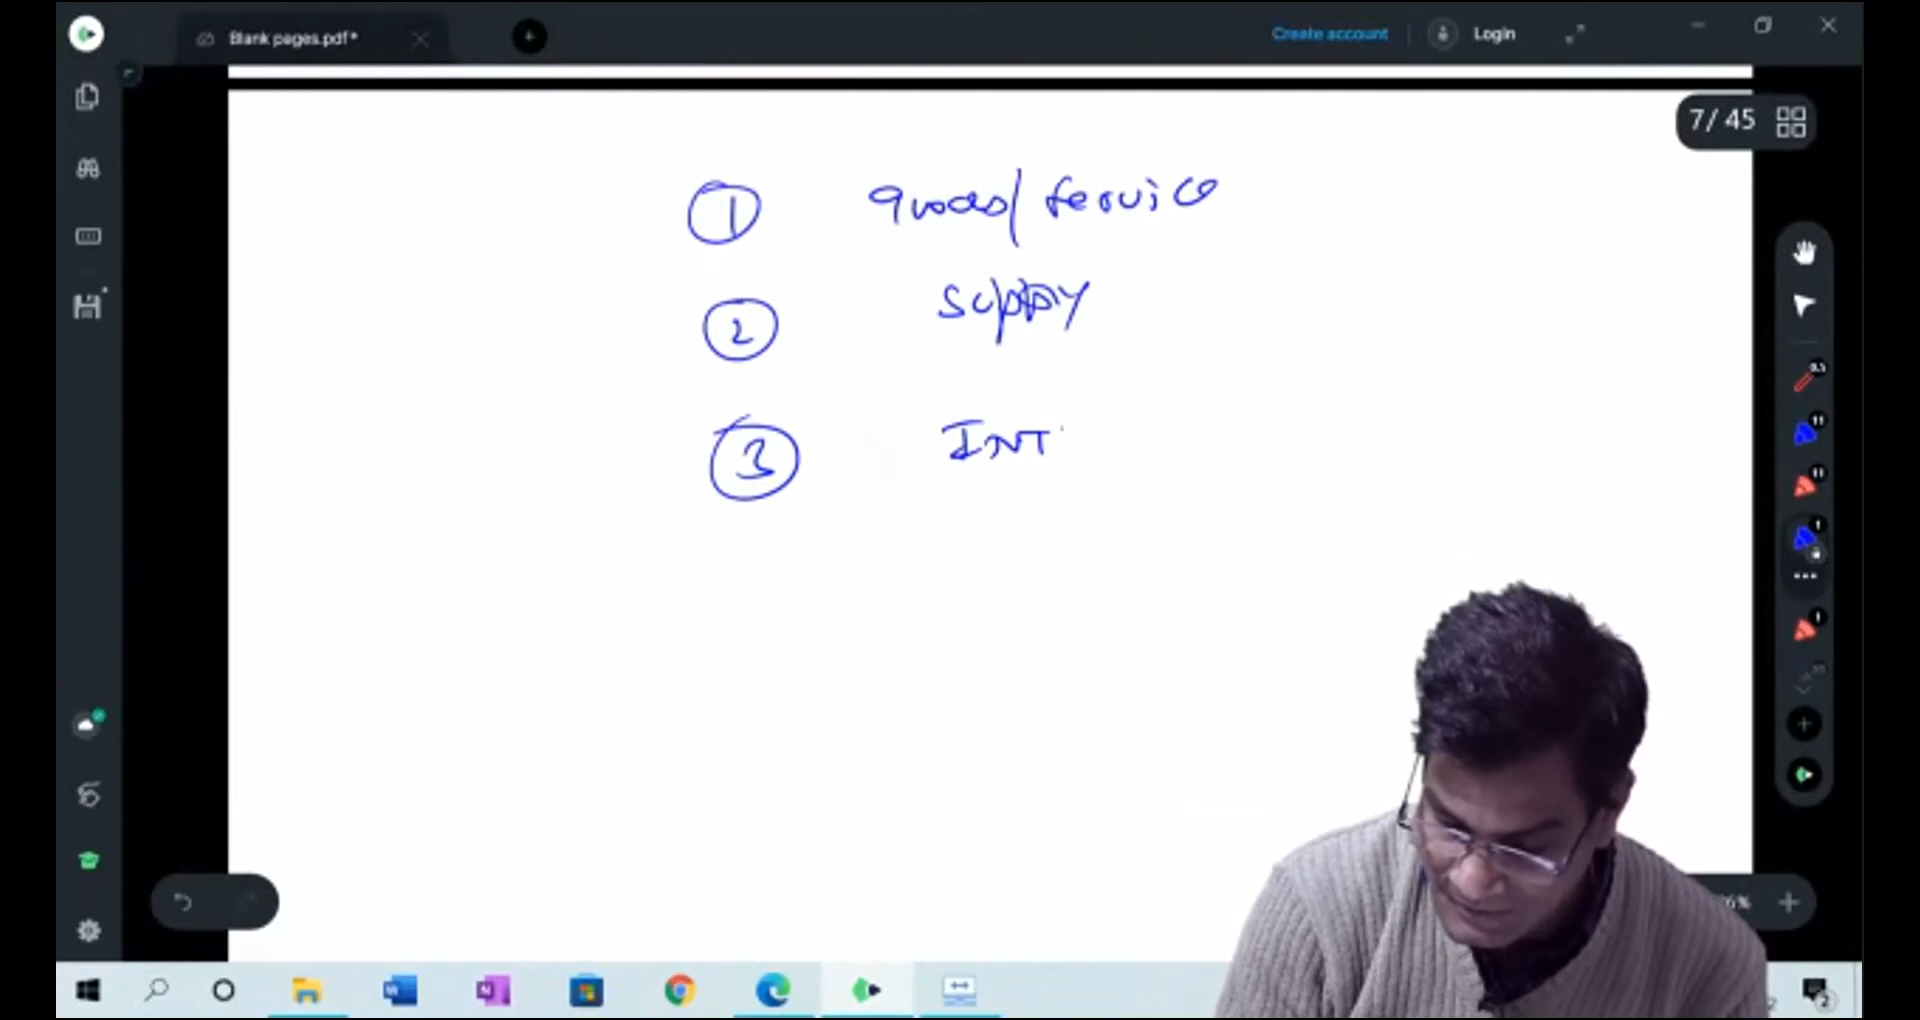 Blank pages.pdf*
Create account
Login
7/ 45
1 goods/service
2 supply
3 INT